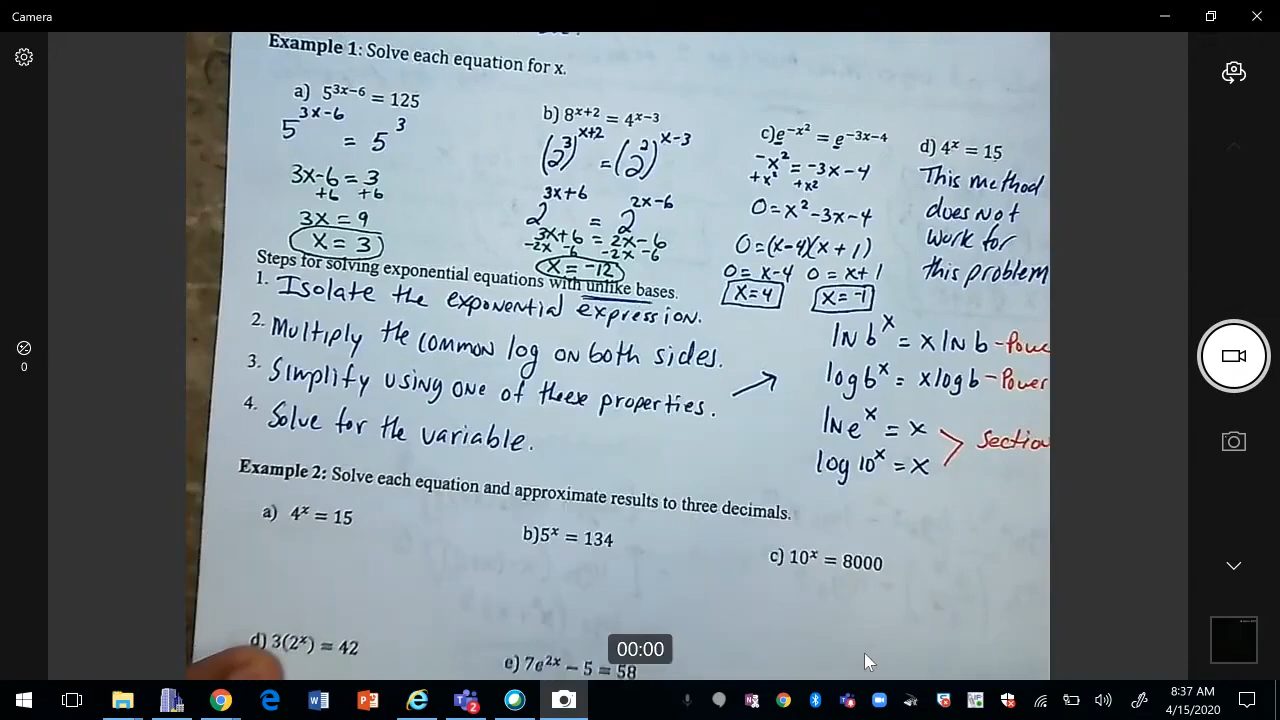 Camera
Example 1: Solve each equation for x.
a) 5^{3x-6} = 125
5^{3x-6} = 5^3
3x-6 = 3
+6 +6
3x = 9
x = 3
b) 8^{x+2} = 4^{x-3}
(2^3)^{x+2} = (2^2)^{x-3}
2^{3x+6} = 2^{2x-6}
3x+6 = 2x-6
-2x -6 -2x -6
x = -12
c) e^{-x^2} = e^{-3x-4}
-x^2 = -3x-4
+x^2 +x^2
0 = x^2-3x-4
0 = (x-4)(x+1)
0 = x-4 0 = x+1
x=4 x=-1
d) 4^x = 15
This method
does not
work for
this problem
Steps for solving exponential equations with unlike bases.
1. Isolate the exponential expression.
2. Multiply the common log on both sides.
3. Simplify using one of these properties. →
4. Solve for the variable.
ln b^x = x ln b - Powe
log b^x = x log b - Power
ln e^x = x
log 10^x = x
Section
Example 2: Solve each equation and approximate results to three decimals.
a) 4^x = 15
b)5^x = 134
c) 10^x = 8000
d) 3(2^x) = 42
e) 7e^{2x} - 5 = 58
0
00:00
8:37 AM
4/15/2020